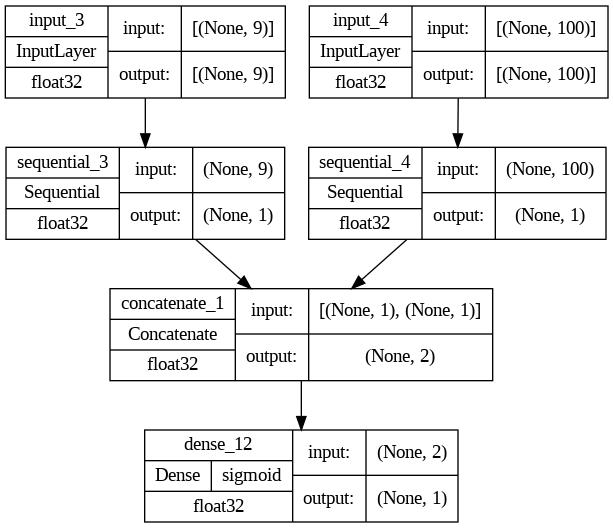 input_3
InputLayer
float32
input:
[(None, 9)]
output:
[(None, 9)]
input_4
InputLayer
float32
input:
[(None, 100)]
output:
[(None, 100)]
sequential_3
Sequential
float32
input:
(None, 9)
output:
(None, 1)
sequential_4
Sequential
float32
input:
(None, 100)
output:
(None, 1)
concatenate_1
Concatenate
float32
input:
[(None, 1), (None, 1)]
output:
(None, 2)
dense_12
Dense
sigmoid
float32
input:
(None, 2)
output:
(None, 1)